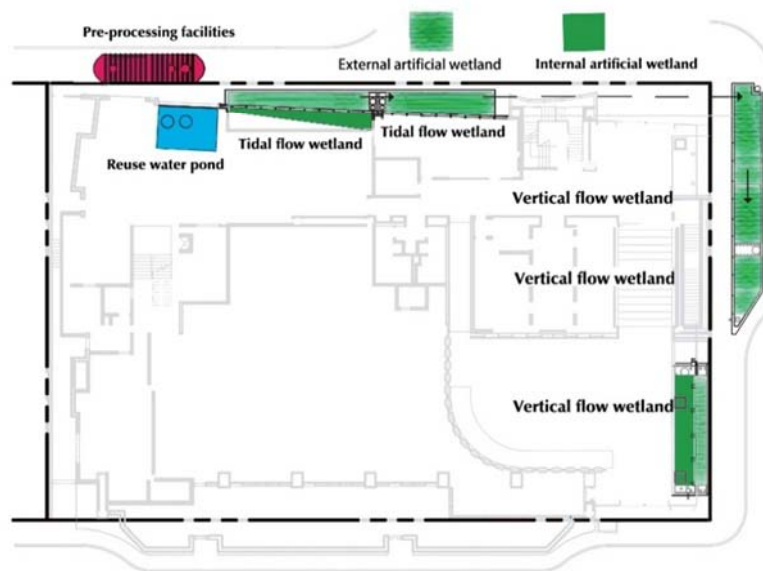 Pre-processing facilities
External artificial wetland
Internal artificial wetland
Tidal flow wetland
Tidal flow wetland
Reuse water pond
Vertical flow wetland
Vertical flow wetland
Vertical flow wetland